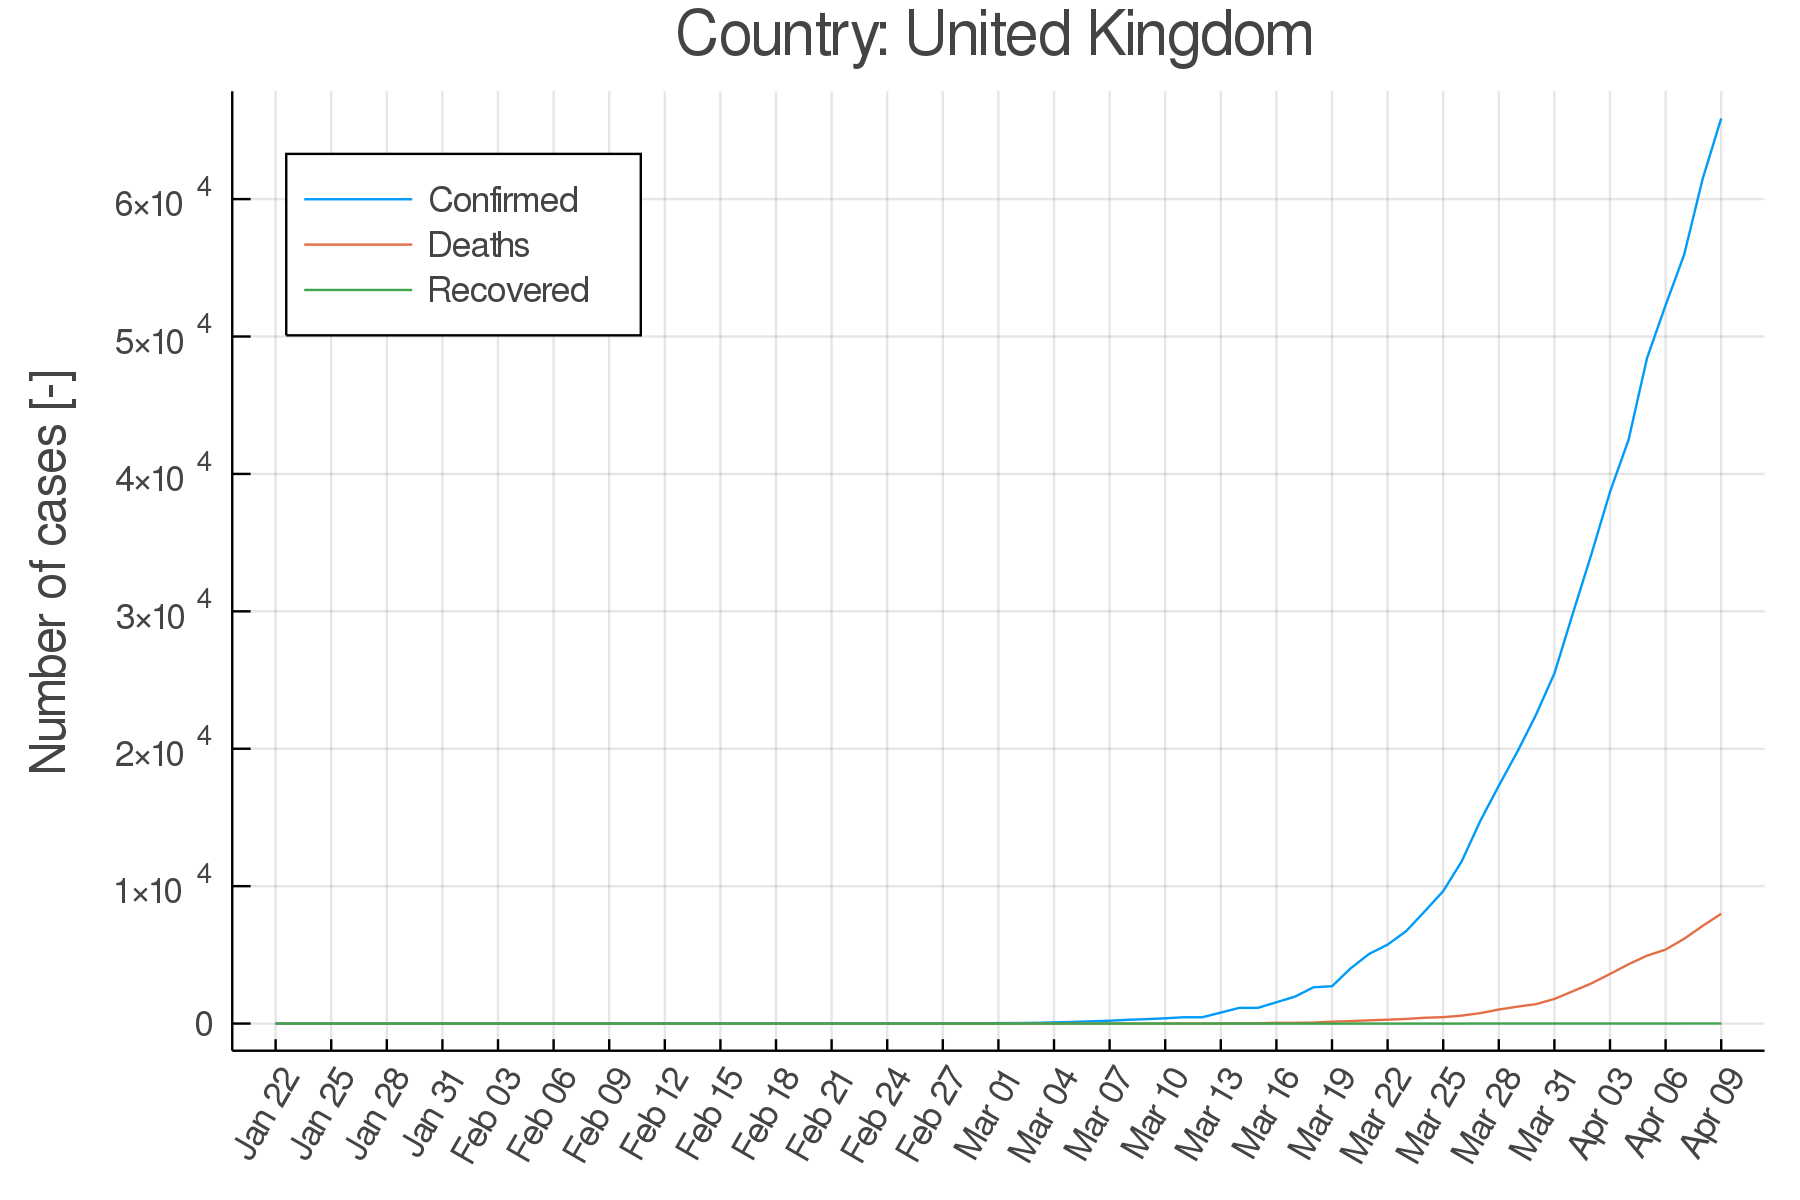 Country: United Kingdom
Number of cases [-]
6×10 4
5×10 4
4×10 4
3×10 4
2×10 4
1×10 4
0
Confirmed
Deaths
Recovered
Jan 22
Jan 25
Jan 28
Jan 31
Feb 03
Feb 06
Feb 09
Feb 12
Feb 15
Feb 18
Feb 21
Feb 24
Feb 27
Mar 01
Mar 04
Mar 07
Mar 10
Mar 13
Mar 16
Mar 19
Mar 22
Mar 25
Mar 28
Mar 31
Apr 03
Apr 06
Apr 09